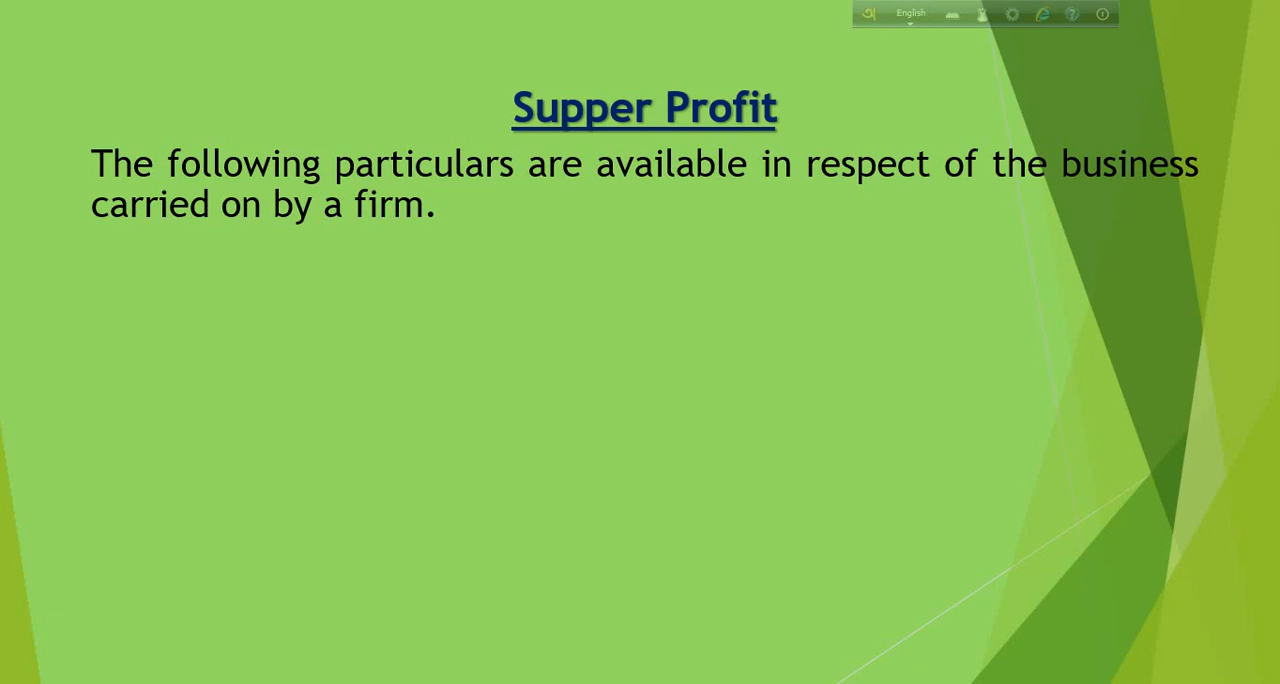 অ English
Supper Profit
The following particulars are available in respect of the business
carried on by a firm.